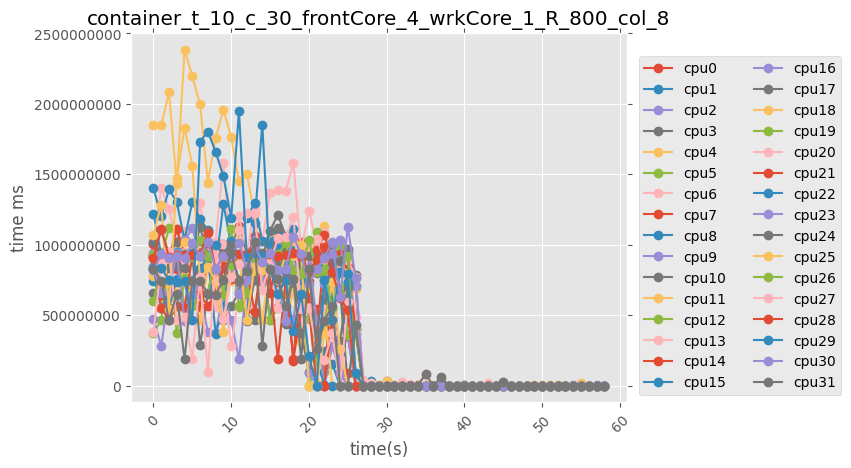 container_t_10_c_30_frontCore_4_wrkCore_1_R_800_col_8
2500000000
2000000000
1500000000
1000000000
500000000
0
time ms
0
10
20
30
40
50
60
time(s)
cpu0
cpu1
cpu2
cpu3
cpu4
cpu5
cpu6
cpu7
cpu8
cpu9
cpu10
cpu11
cpu12
cpu13
cpu14
cpu15
cpu16
cpu17
cpu18
cpu19
cpu20
cpu21
cpu22
cpu23
cpu24
cpu25
cpu26
cpu27
cpu28
cpu29
cpu30
cpu31